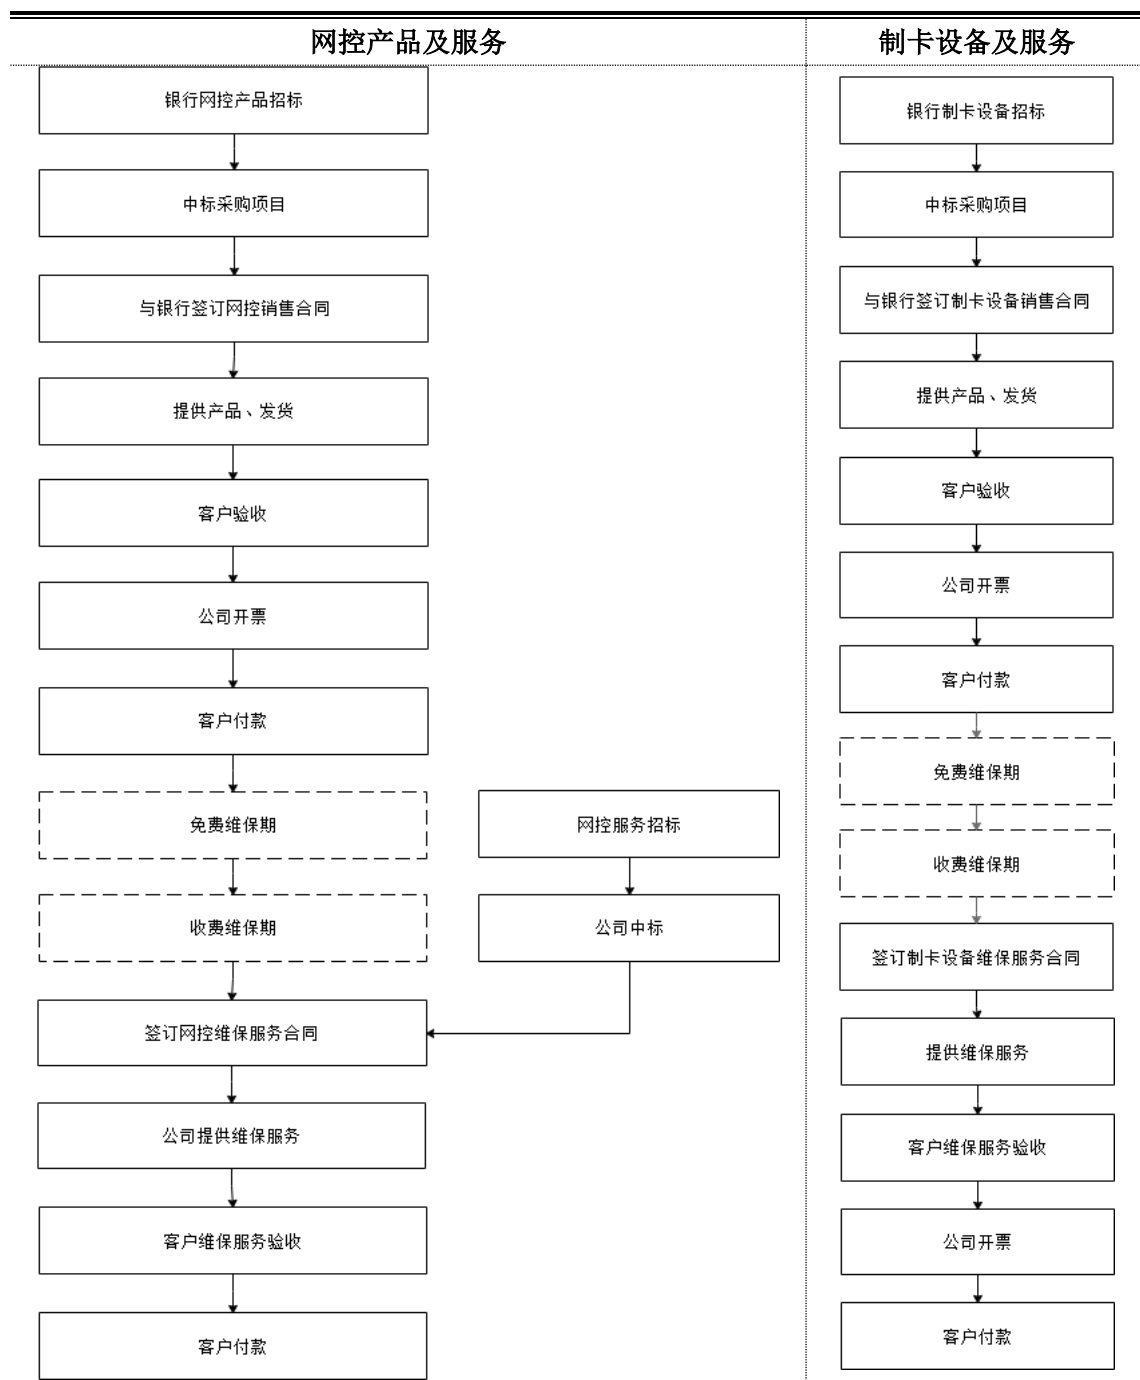 网控产品及服务
银行网控产品招标
中标采购项目
与银行签订网控销售合同
提供产品、发货
客户验收
公司开票
客户付款
免费维保期
收费维保期
网控服务招标
公司中标
签订网控维保服务合同
公司提供维保服务
客户维保服务验收
客户付款
制卡设备及服务
银行制卡设备招标
中标采购项目
与银行签订制卡设备销售合同
提供产品、发货
客户验收
公司开票
客户付款
免费维保期
收费维保期
签订制卡设备维保服务合同
提供维保服务
客户维保服务验收
公司开票
客户付款